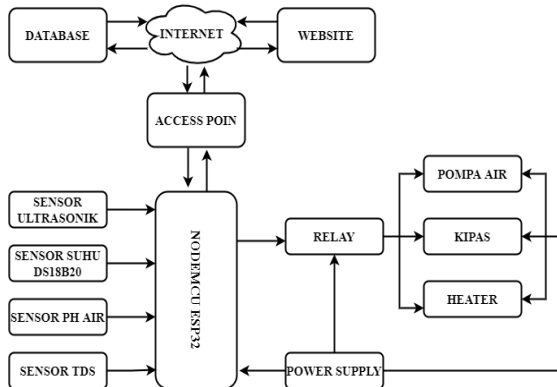 DATABASE
INTERNET
WEBSITE
ACCESS POIN
SENSOR
ULTRASONIK
SENSOR SUHU
DS18B20
SENSOR PH AIR
SENSOR TDS
NODEMCU ESP32
RELAY
POWER SUPPLY
POMPA AIR
KIPAS
HEATER